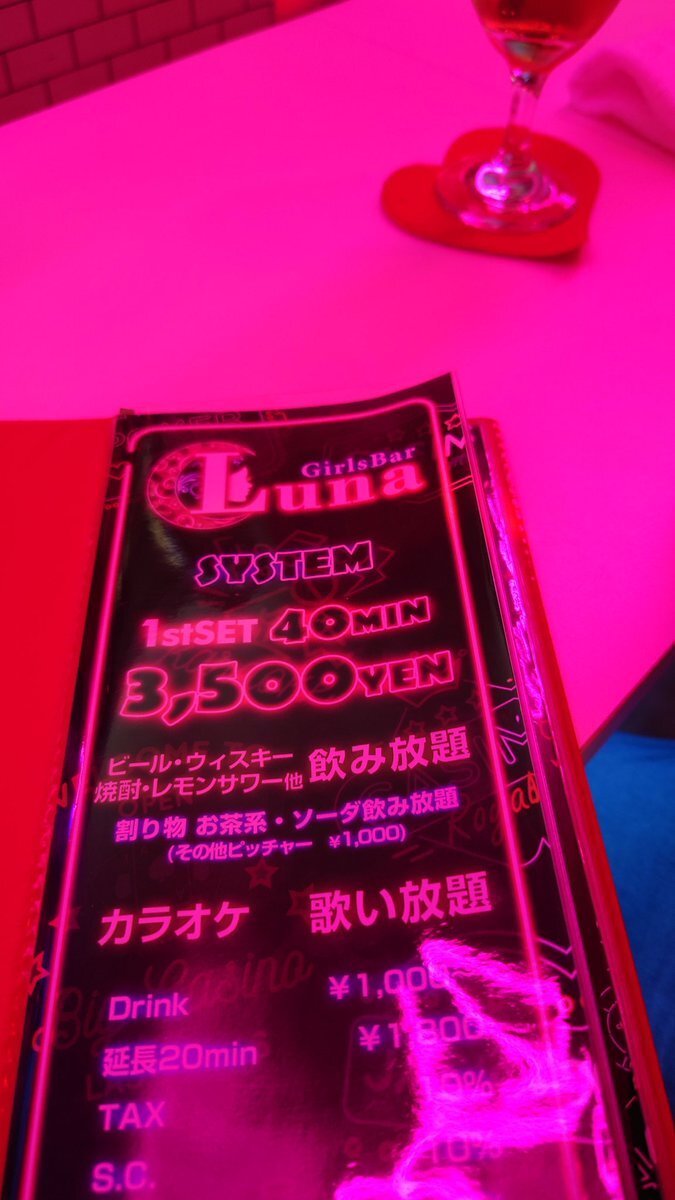 GirlsBar
Luna
SYSTEM
1stSET 40MIN
3,500YEN
ビール・ウィスキー
焼酎・レモンサワー他 飲み放題
割り物 お茶系・ソーダ飲み放題
(その他ピッチャー ¥1,000)
カラオケ 歌い放題
Drink ¥1,000
延長20min
TAX 10%
S.C.